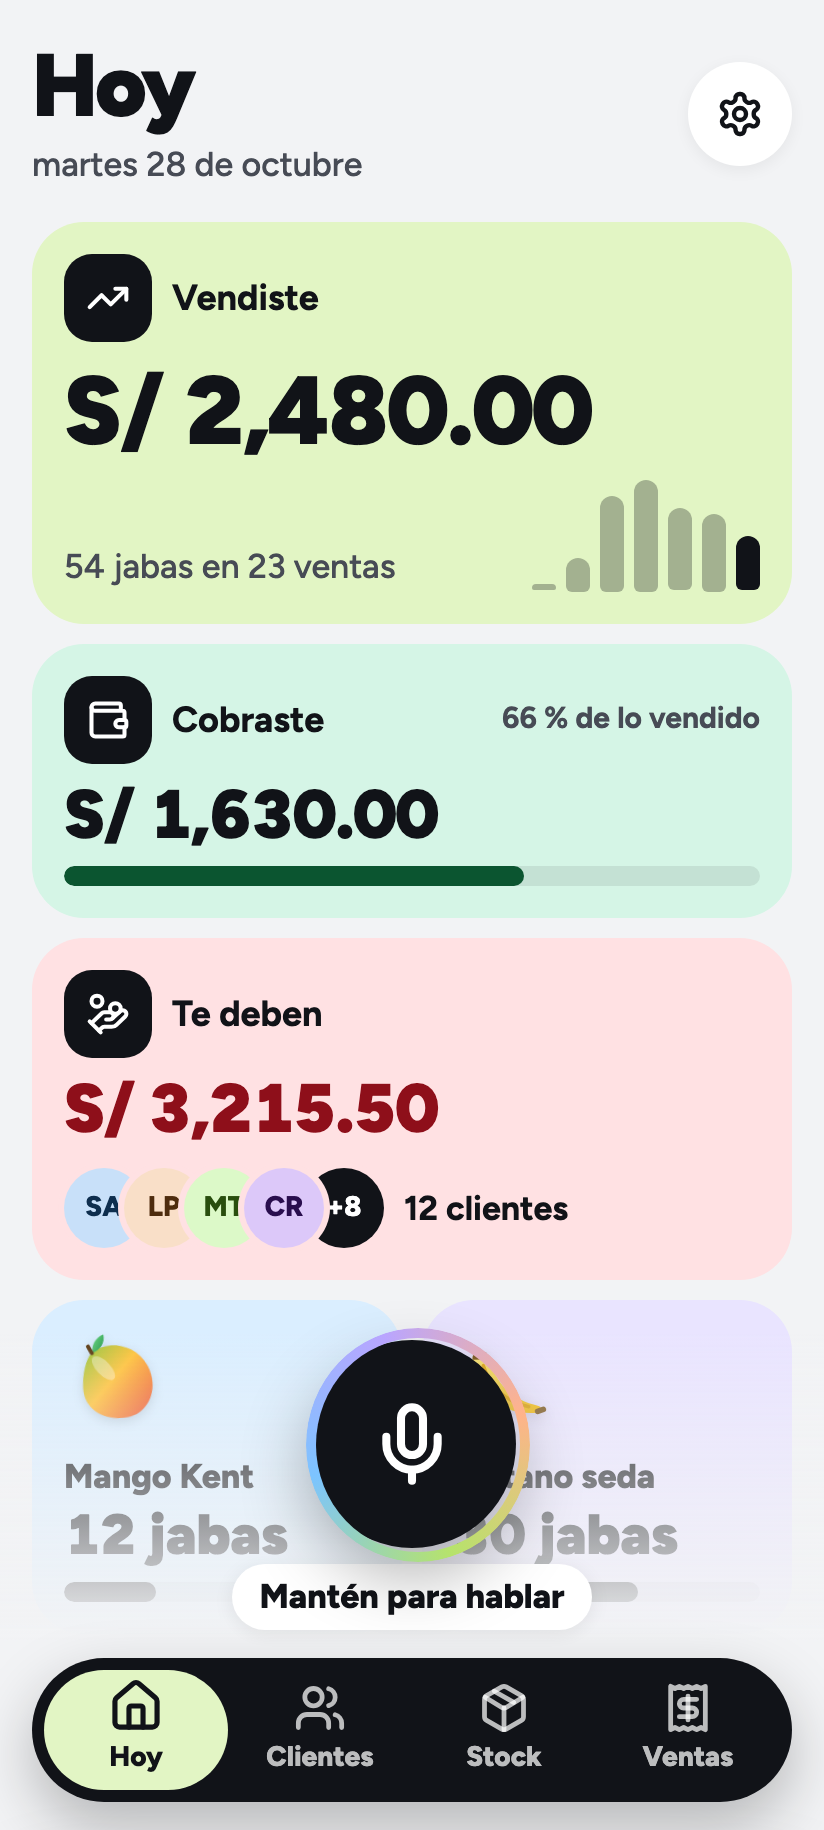 Hoy
martes 28 de octubre
Vendiste
S/ 2,480.00
54 jabas en 23 ventas
Cobraste
66 % de lo vendido
S/ 1,630.00
Te deben
S/ 3,215.50
SA LP MT CR +8 12 clientes
Mango Kent
12 jabas
seda
jabas
Mantén para hablar
Hoy
Clientes
Stock
Ventas